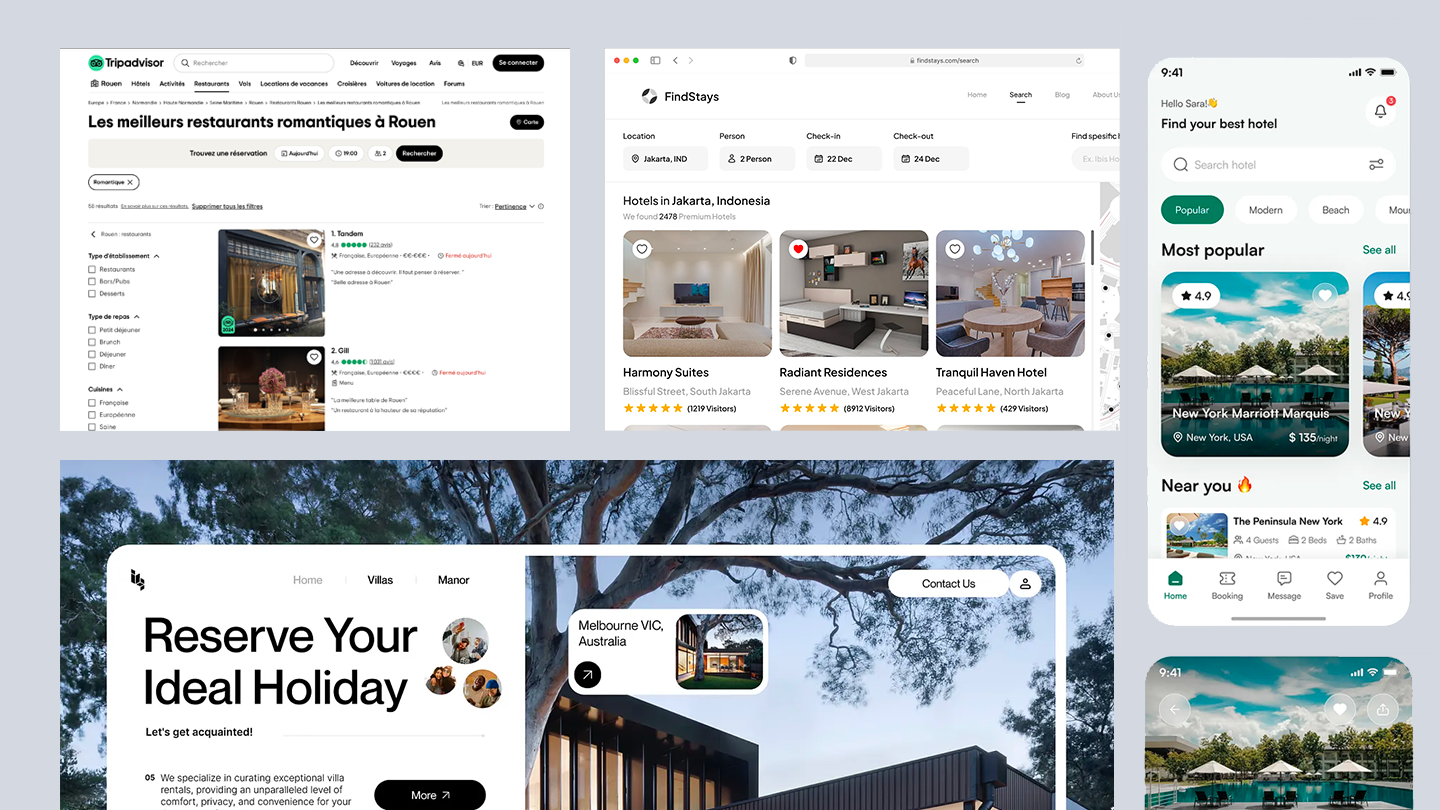 Tripadvisor
Rechercher
Découvrir Voyages Avis EUR Se connecter
Rouen Hôtels Activités Restaurants Vols Locations de vacances Croisières Voitures de location Forums
Europe > France > Normandie > Haute-Normandie > Seine Maritime > Rouen > Restaurants Rouen > Les meilleurs restaurants romantiques à Rouen
Les meilleurs restaurants romantiques à Rouen
Les meilleurs restaurants romantiques à Rouen
Carte
Trouvez une réservation Aujourd'hui 19:00 2 Rechercher
Romantique
56 résultats En savoir plus sur ces résultats. Supprimer tous les filtres
Trier : Pertinence
Rouen : restaurants
Type d'établissement
Restaurants
Bars/Pubs
Desserts
Type de repas
Petit déjeuner
Brunch
Déjeuner
Dîner
Cuisines
Française
Européenne
Saine
2024
1. Tandem
4,8 (232 avis)
Française, Européenne • €€-€€€ • Fermé aujourd'hui
"Une adresse à découvrir. Il faut penser à réserver. "
"Belle adresse à Rouen"
2. Gill
4,6 (1 031 avis)
Française, Européenne • €€€€ • Fermé aujourd'hui
Menu
"La meilleure table de Rouen"
"Un restaurant à la hauteur de sa réputation"
findstays.com/search
FindStays
Home Search Blog About Us
Location Person Check-in Check-out Find spesific h
Jakarta, IND 2 Person 22 Dec 24 Dec Ex. Ibis Ho
Hotels in Jakarta, Indonesia
We found 2478 Premium Hotels
Harmony Suites
Blissful Street, South Jakarta
(1219 Visitors)
Radiant Residences
Serene Avenue, West Jakarta
(8912 Visitors)
Tranquil Haven Hotel
Peaceful Lane, North Jakarta
(429 Visitors)
9:41
Hello Sara!👋
Find your best hotel
3
Search hotel
Popular Modern Beach Mour
Most popular See all
4.9
New York Marriott Marquis
New York, USA $ 135/night
4.9
New Y
New
Near you 🔥 See all
The Peninsula New York 4.9
4 Guests 2 Beds 2 Baths
New York, USA $130/night
Home Booking Message Save Profile
Home Villas Manor
Contact Us
Reserve Your
Ideal Holiday
Let's get acquainted!
05 We specialize in curating exceptional villa
rentals, providing an unparalleled level of
comfort, privacy, and convenience for your
More
Melbourne VIC,
Australia
9:41